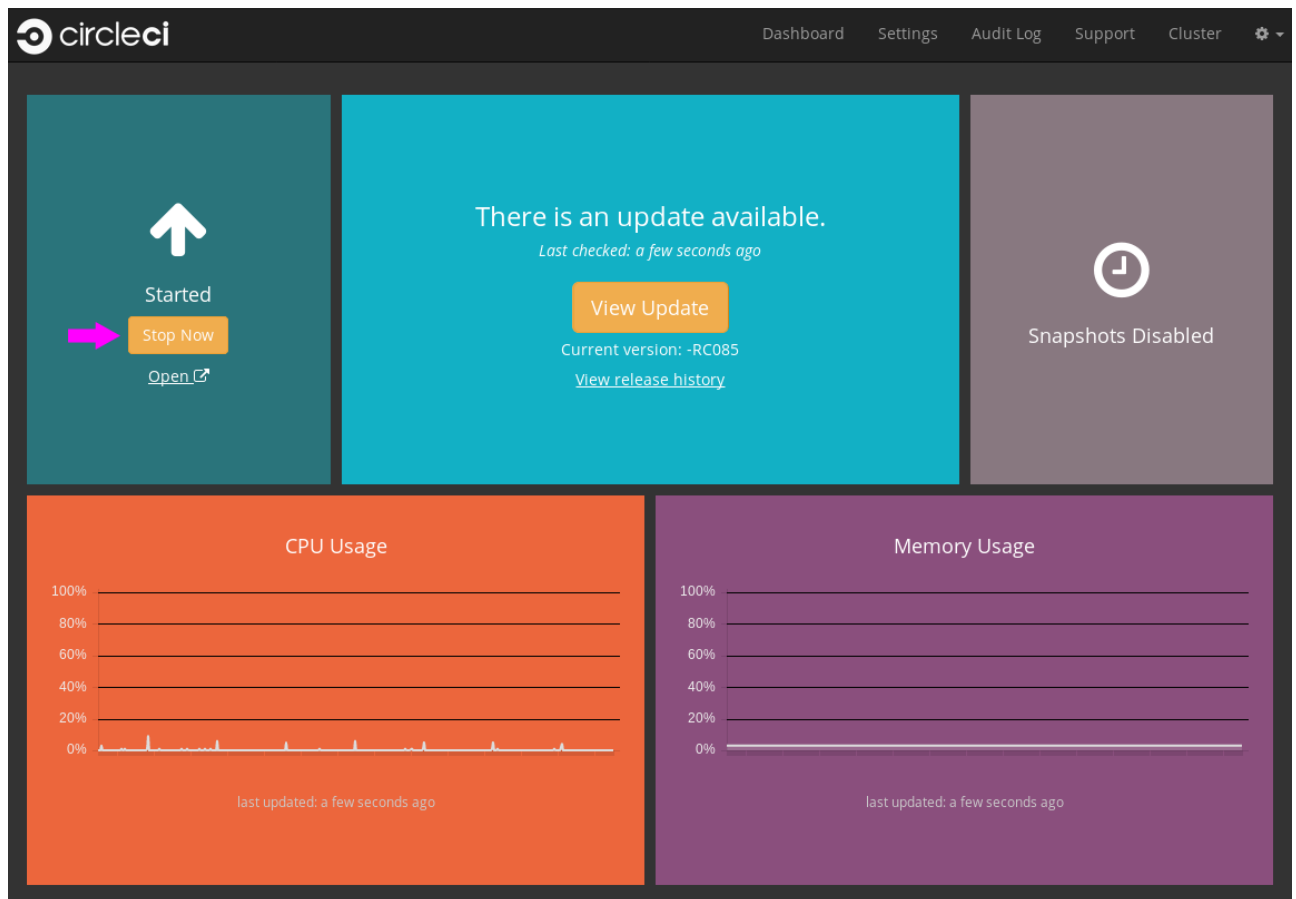 circleci
Dashboard Settings Audit Log Support Cluster
Started
Stop Now
Open
There is an update available.
Last checked: a few seconds ago
View Update
Current version: -RC085
View release history
Snapshots Disabled
CPU Usage
100%
80%
60%
40%
20%
0%
last updated: a few seconds ago
Memory Usage
100%
80%
60%
40%
20%
0%
last updated: a few seconds ago